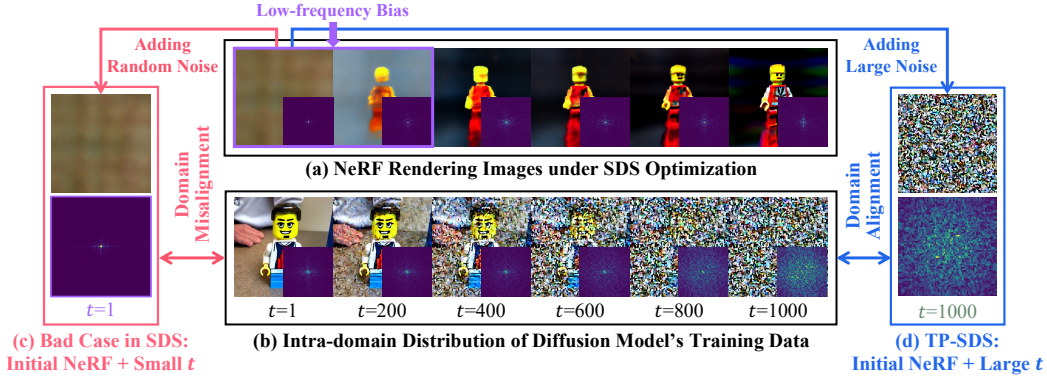 Low-frequency Bias
Adding
Random Noise
Adding
Large Noise
(a) NeRF Rendering Images under SDS Optimization
Domain
Misalignment
Domain
Alignment
t=1
t=1
t=200
t=400
t=600
t=800
t=1000
t=1000
(c) Bad Case in SDS:
Initial NeRF + Small t
(b) Intra-domain Distribution of Diffusion Model's Training Data
(d) TP-SDS:
Initial NeRF + Large t